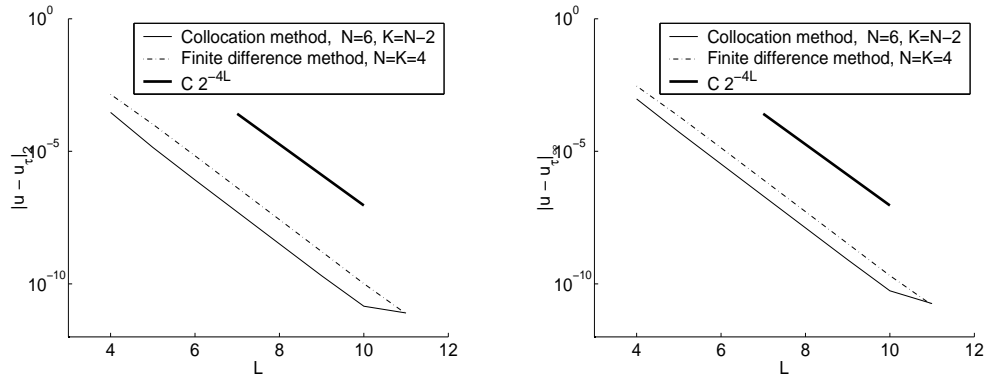 10^0
Collocation method, N=6, K=N−2
Finite difference method, N=K=4
C 2^−4L
10^−5
10^−10
|u − u_τ|_2
4 6 8 10 12
L
10^0
Collocation method, N=6, K=N−2
Finite difference method, N=K=4
C 2^−4L
10^−5
10^−10
|u − u_τ|_∞
4 6 8 10 12
L